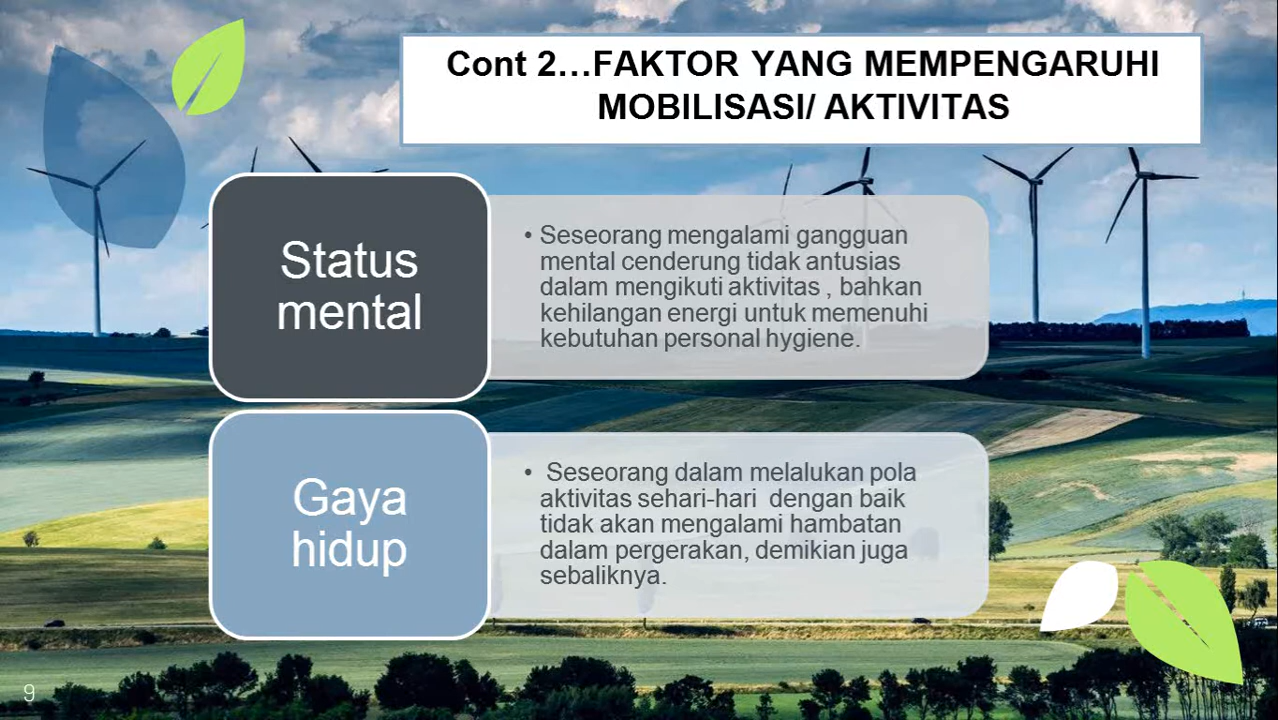 Cont 2…FAKTOR YANG MEMPENGARUHI
MOBILISASI/ AKTIVITAS
Status
mental
• Seseorang mengalami gangguan
mental cenderung tidak antusias
dalam mengikuti aktivitas , bahkan
kehilangan energi untuk memenuhi
kebutuhan personal hygiene.
Gaya
hidup
• Seseorang dalam melalukan pola
aktivitas sehari-hari dengan baik
tidak akan mengalami hambatan
dalam pergerakan, demikian juga
sebaliknya.
9